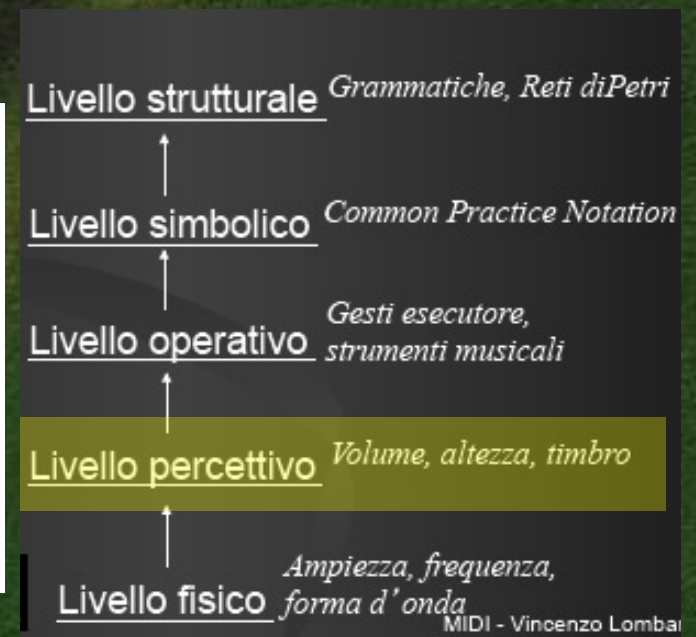 Livello strutturale Grammatiche, Reti diPetri
Livello simbolico Common Practice Notation
Gesti esecutore,
Livello operativo strumenti musicali
Livello percettivo Volume, altezza, timbro
Ampiezza, frequenza,
Livello fisico forma d'onda
MIDI - Vincenzo